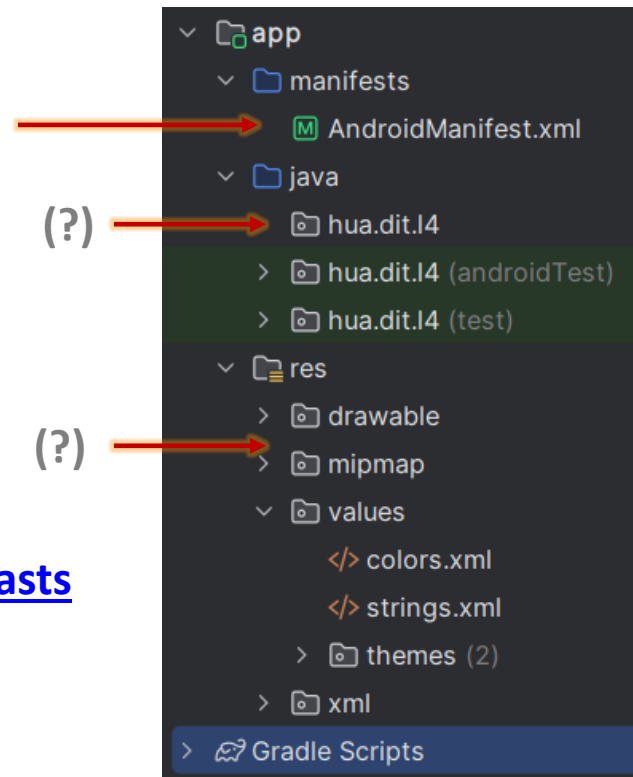 app
manifests
M AndroidManifest.xml
java
(?)
hua.dit.l4
hua.dit.l4 (androidTest)
hua.dit.l4 (test)
res
drawable
(?)
mipmap
values
asts
</> colors.xml
</> strings.xml
themes (2)
xml
Gradle Scripts